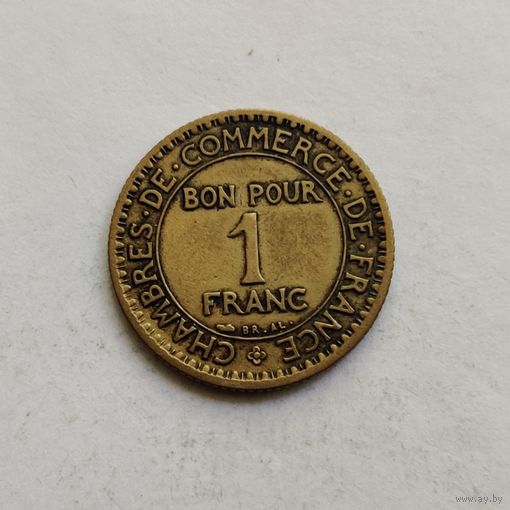 CHAMBRES·DE·COMMERCE·DE·FRANCE
BON POUR
1
FRANC
BR.AL.
www.ay.by